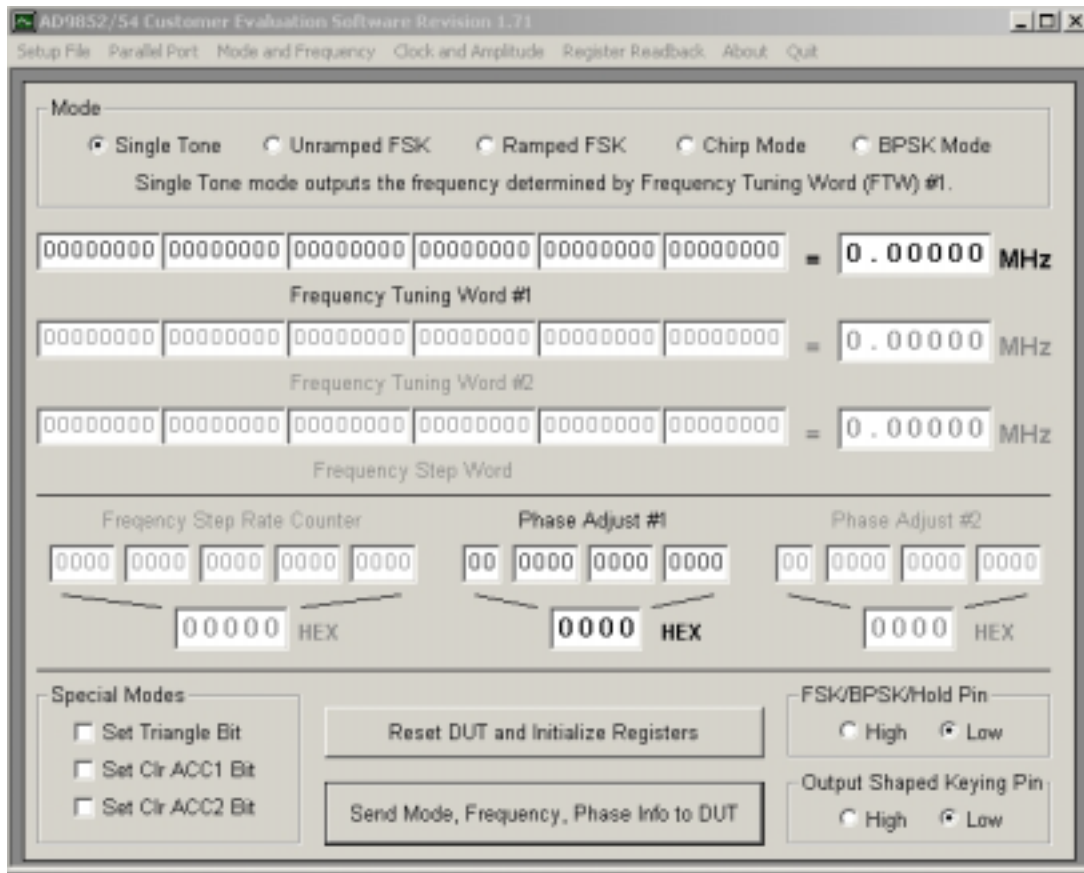 AD9852/54 Customer Evaluation Software Revision 1.71
Setup File Parallel Port Mode and Frequency Clock and Amplitude Register Readback About Quit
Mode
Single Tone Unramped FSK Ramped FSK Chirp Mode BPSK Mode
Single Tone mode outputs the frequency determined by Frequency Tuning Word (FTW) #1.
00000000 00000000 00000000 00000000 00000000 00000000 = 0.00000 MHz
Frequency Tuning Word #1
00000000 00000000 00000000 00000000 00000000 00000000 = 0.00000 MHz
Frequency Tuning Word #2
00000000 00000000 00000000 00000000 00000000 00000000 = 0.00000 MHz
Frequency Step Word
Freqency Step Rate Counter Phase Adjust #1 Phase Adjust #2
0000 0000 0000 0000 0000 00 0000 0000 0000 00 0000 0000 0000
00000 HEX 0000 HEX 0000 HEX
Special Modes
Set Triangle Bit
Set Clr ACC1 Bit
Set Clr ACC2 Bit
Reset DUT and Initialize Registers
Send Mode, Frequency, Phase Info to DUT
FSK/BPSK/Hold Pin
High Low
Output Shaped Keying Pin
High Low